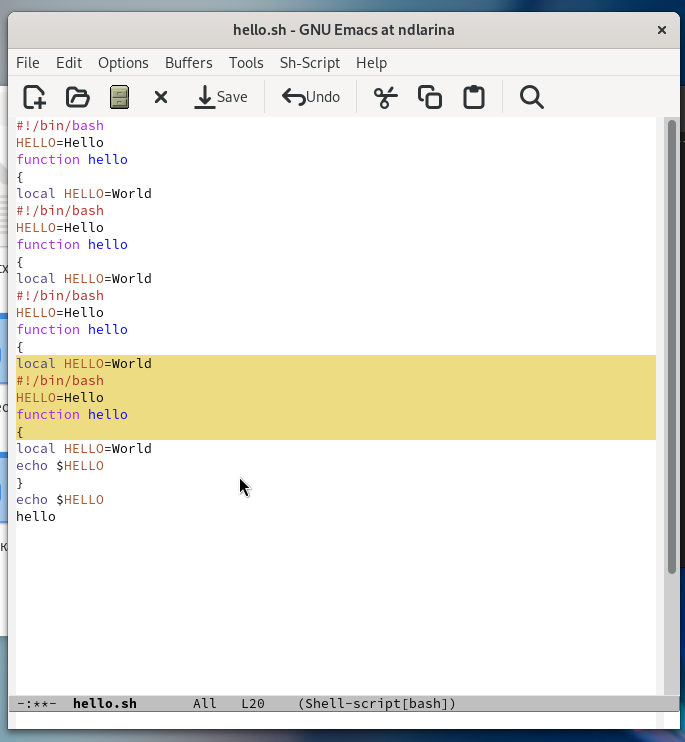 hello.sh - GNU Emacs at ndlarina ×
File Edit Options Buffers Tools Sh-Script Help
Save Undo
#!/bin/bash
HELLO=Hello
function hello
{
local HELLO=World
#!/bin/bash
HELLO=Hello
function hello
{
local HELLO=World
#!/bin/bash
HELLO=Hello
function hello
{
local HELLO=World
#!/bin/bash
HELLO=Hello
function hello
{
local HELLO=World
echo $HELLO
}
echo $HELLO
hello
-:**- hello.sh All L20 (Shell-script[bash])